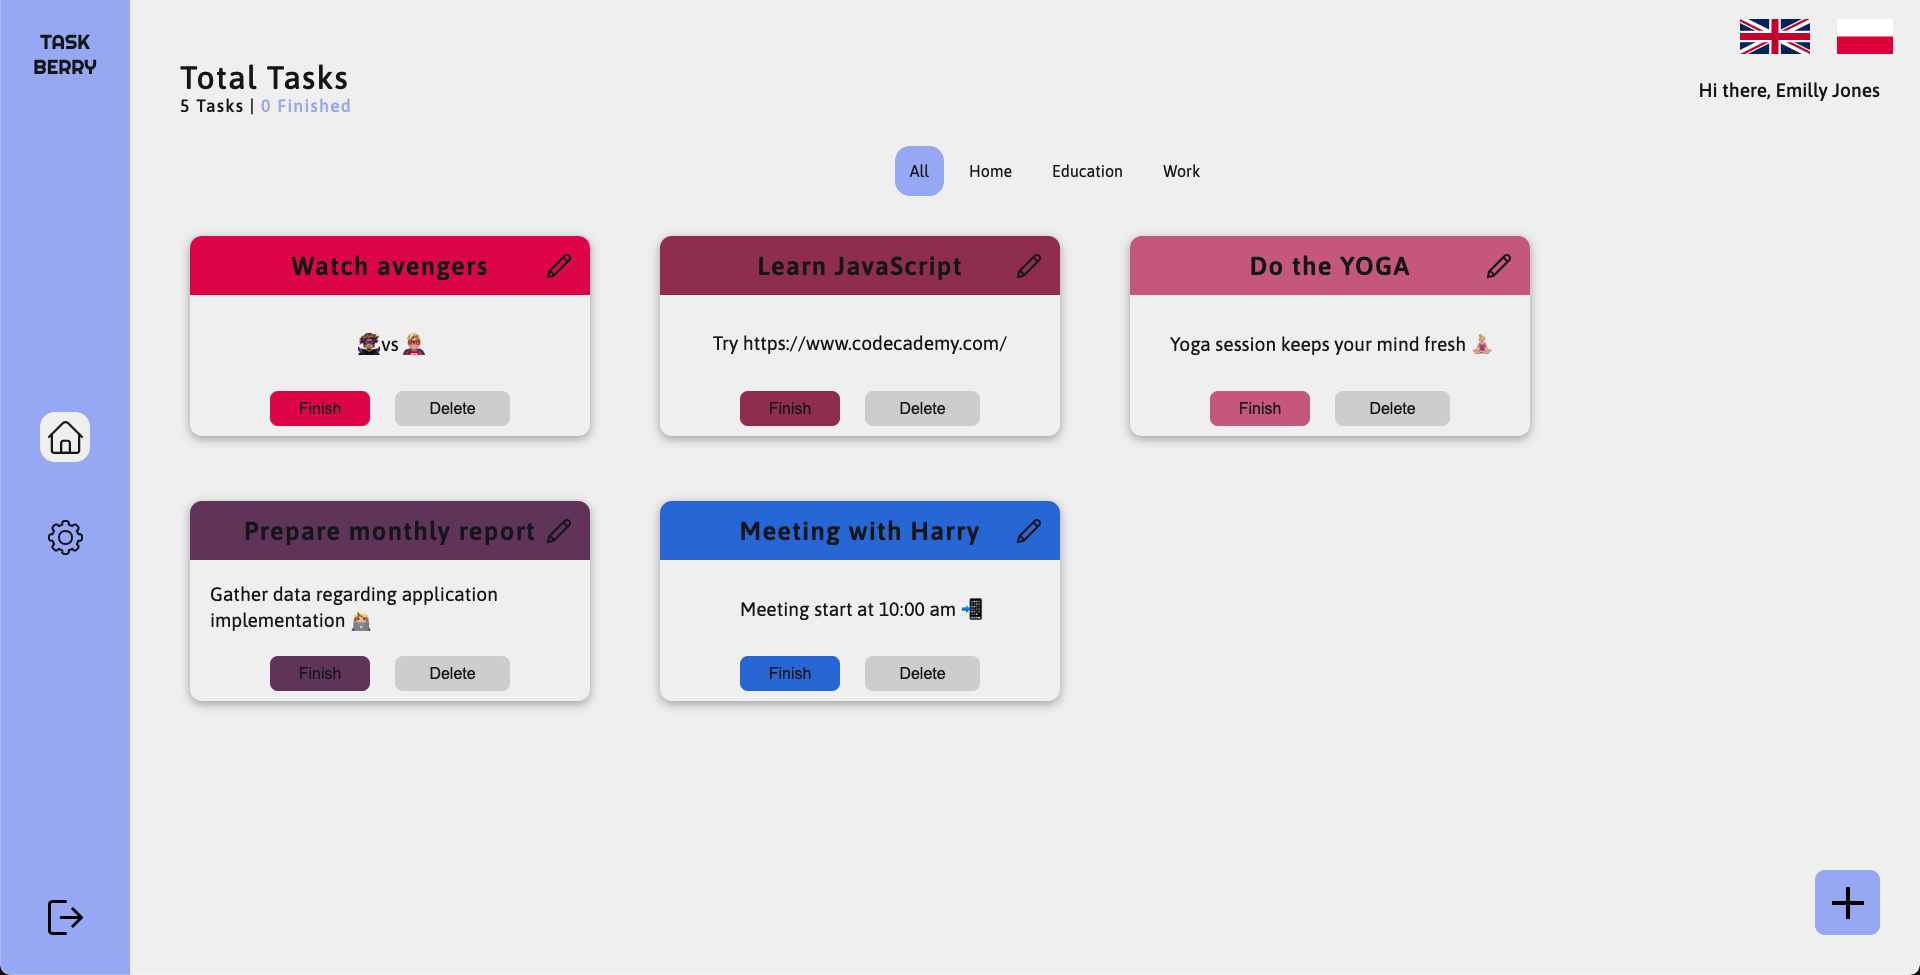 TASK
BERRY
Total Tasks
5 Tasks | 0 Finished
Hi there, Emilly Jones
All Home Education Work
Watch avengers
vs
Finish Delete
Learn JavaScript
Try https://www.codecademy.com/
Finish Delete
Do the YOGA
Yoga session keeps your mind fresh
Finish Delete
Prepare monthly report
Gather data regarding application
implementation
Finish Delete
Meeting with Harry
Meeting start at 10:00 am
Finish Delete